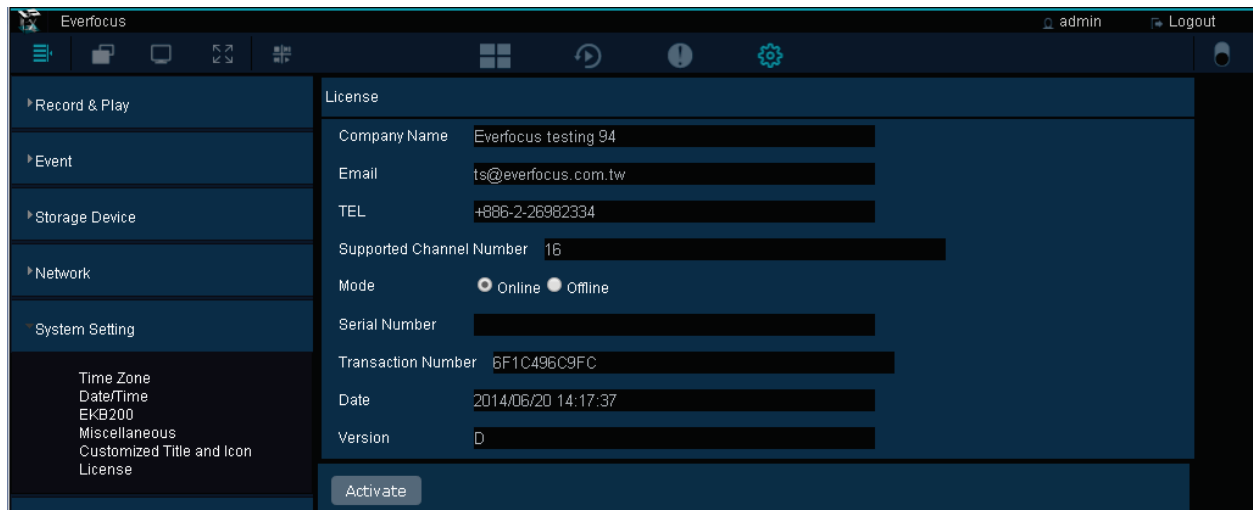 Everfocus
admin
Logout
Record & Play
Event
Storage Device
Network
System Setting
Time Zone
Date/Time
EKB200
Miscellaneous
Customized Title and Icon
License
License
Company Name Everfocus testing 94
Email ts@everfocus.com.tw
TEL +886-2-26982334
Supported Channel Number 16
Mode Online Offline
Serial Number
Transaction Number 6F1C496C9FC
Date 2014/06/20 14:17:37
Version D
Activate